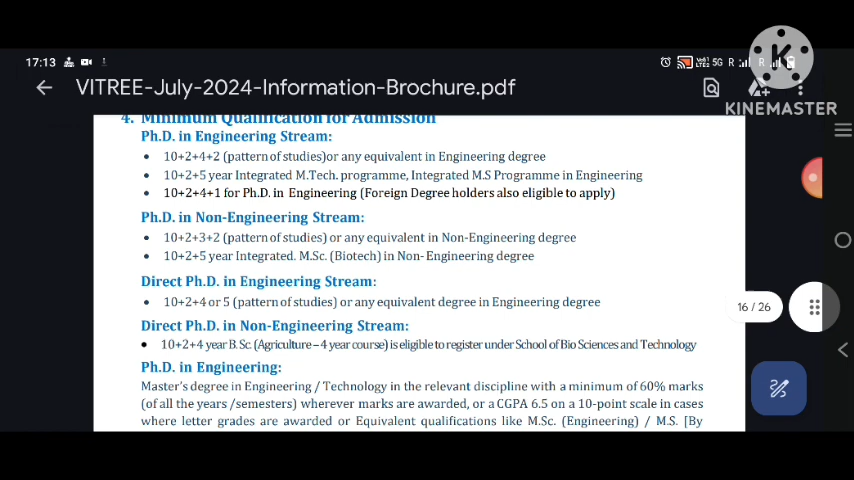 17:13 5G R R
K
VITREE-July-2024-Information-Brochure.pdf
KINEMASTER
4. Minimum Qualification for Admission
Ph.D. in Engineering Stream:
• 10+2+4+2 (pattern of studies)or any equivalent in Engineering degree
• 10+2+5 year Integrated M.Tech. programme, Integrated M.S Programme in Engineering
• 10+2+4+1 for Ph.D. in Engineering (Foreign Degree holders also eligible to apply)
Ph.D. in Non-Engineering Stream:
• 10+2+3+2 (pattern of studies) or any equivalent in Non-Engineering degree
• 10+2+5 year Integrated. M.Sc. (Biotech) in Non- Engineering degree
Direct Ph.D. in Engineering Stream:
• 10+2+4 or 5 (pattern of studies) or any equivalent degree in Engineering degree
16 / 26
Direct Ph.D. in Non-Engineering Stream:
• 10+2+4 year B. Sc. (Agriculture – 4 year course) is eligible to register under School of Bio Sciences and Technology
Ph.D. in Engineering:
Master's degree in Engineering / Technology in the relevant discipline with a minimum of 60% marks
(of all the years /semesters) wherever marks are awarded, or a CGPA 6.5 on a 10-point scale in cases
where letter grades are awarded or Equivalent qualifications like M.Sc. (Engineering) / M.S. [By